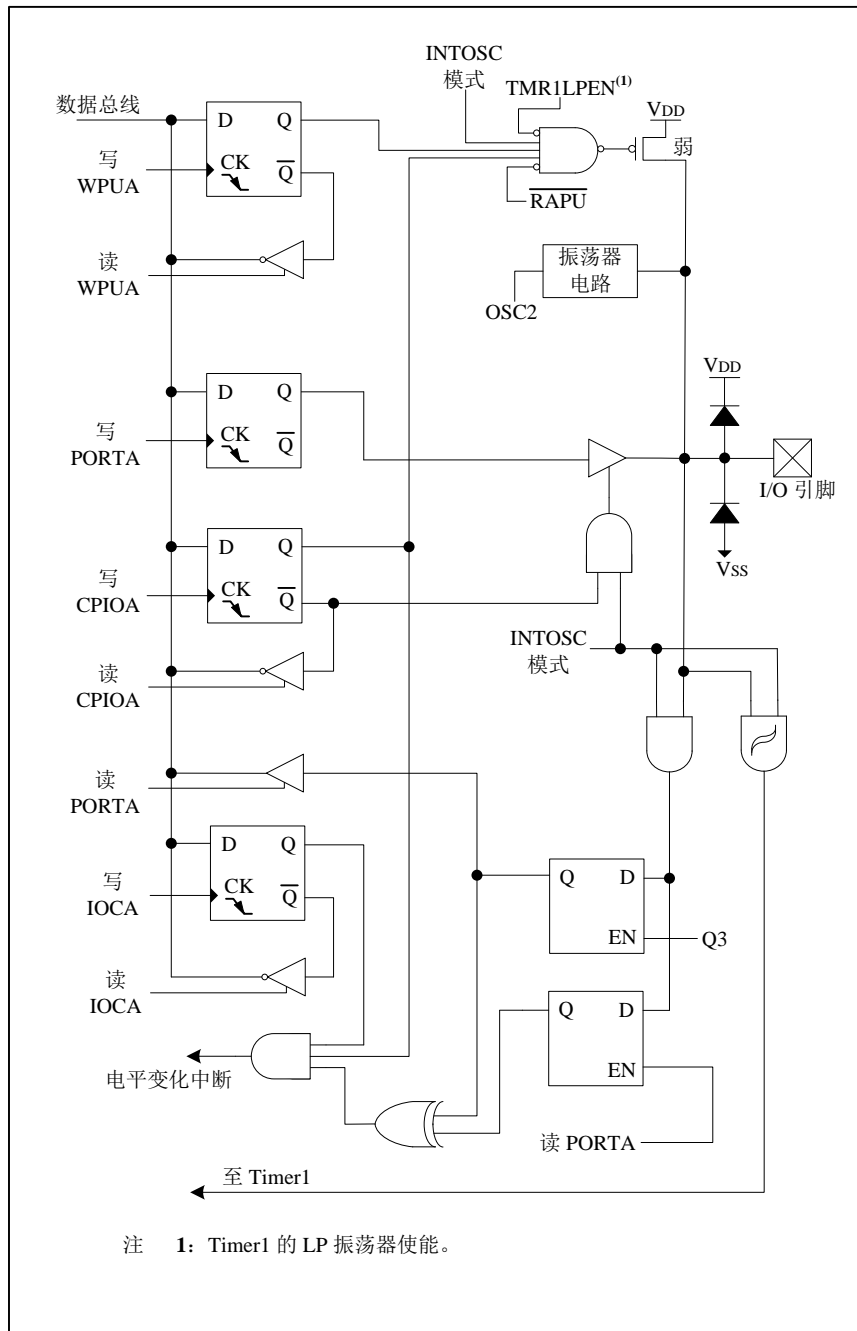 INTOSC
模式
TMR1LPEN(1)
VDD
弱
数据总线
D Q
写
WPUA
CK
Q
RAPU
读
WPUA
振荡器
电路
OSC2
VDD
D Q
写
PORTA
CK
Q
I/O 引脚
VSS
D Q
写
CPIOA
CK
Q
INTOSC
模式
读
CPIOA
读
PORTA
D Q
写
IOCA
CK
Q
Q D
EN
Q3
读
IOCA
Q D
EN
电平变化中断
读 PORTA
至 Timer1
注 1: Timer1 的 LP 振荡器使能。